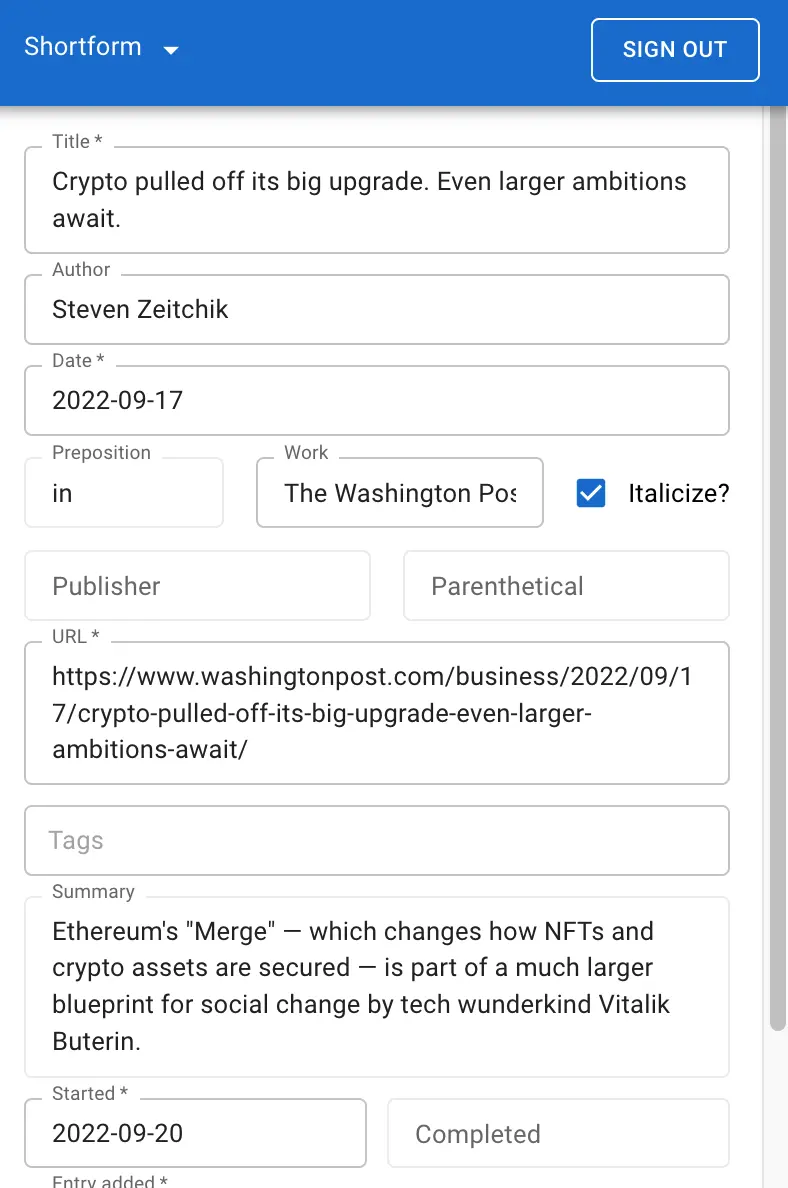 Shortform
SIGN OUT
Title *
Crypto pulled off its big upgrade. Even larger ambitions
await.
Author
Steven Zeitchik
Date *
2022-09-17
Preposition
in
Work
The Washington Pos
Italicize?
Publisher
Parenthetical
URL *
https://www.washingtonpost.com/business/2022/09/1
7/crypto-pulled-off-its-big-upgrade-even-larger-
ambitions-await/
Tags
Summary
Ethereum's "Merge" — which changes how NFTs and
crypto assets are secured — is part of a much larger
blueprint for social change by tech wunderkind Vitalik
Buterin.
Started *
2022-09-20
Completed
Entry added *